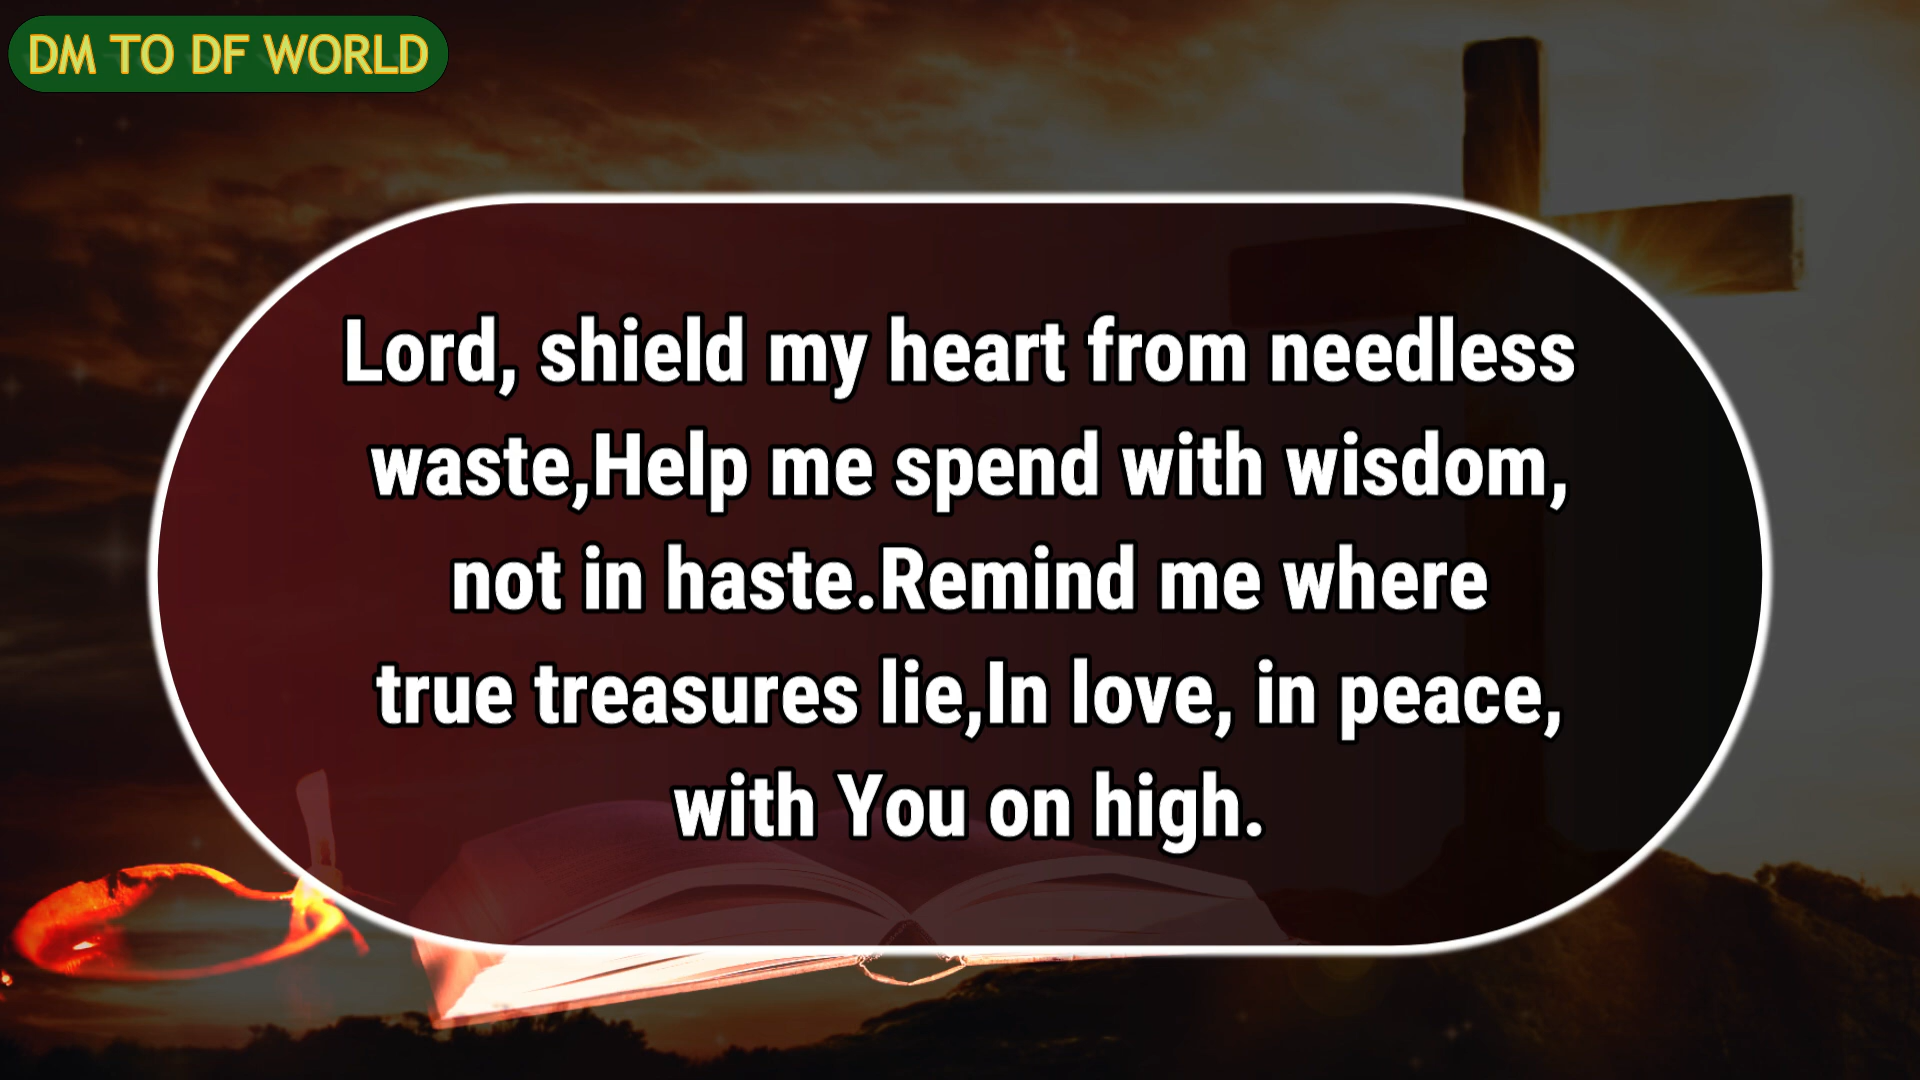 DM TO DF WORLD
Lord, shield my heart from needless
waste,Help me spend with wisdom,
not in haste.Remind me where
true treasures lie,In love, in peace,
with You on high.